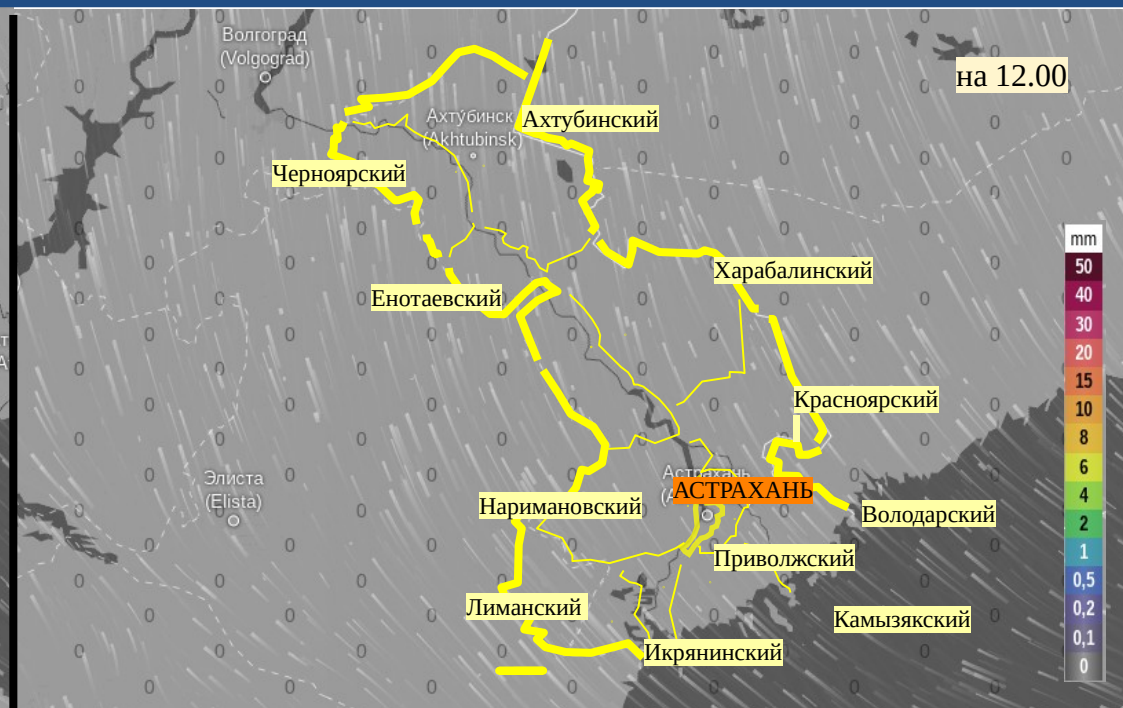 Волгоград
(Volgograd)
на 12.00
Ахтубинск
(Akhtubinsk)
Ахтубинский
Черноярский
mm
50
40
30
20
15
10
8
6
4
2
1
0,5
0,2
0,1
0
Харабалинский
Енотаевский
Красноярский
Элиста
(Elista)
Астрахань
АСТРАХАНЬ
Наримановский
Володарский
Приволжский
Лиманский
Камызякский
Икрянинский